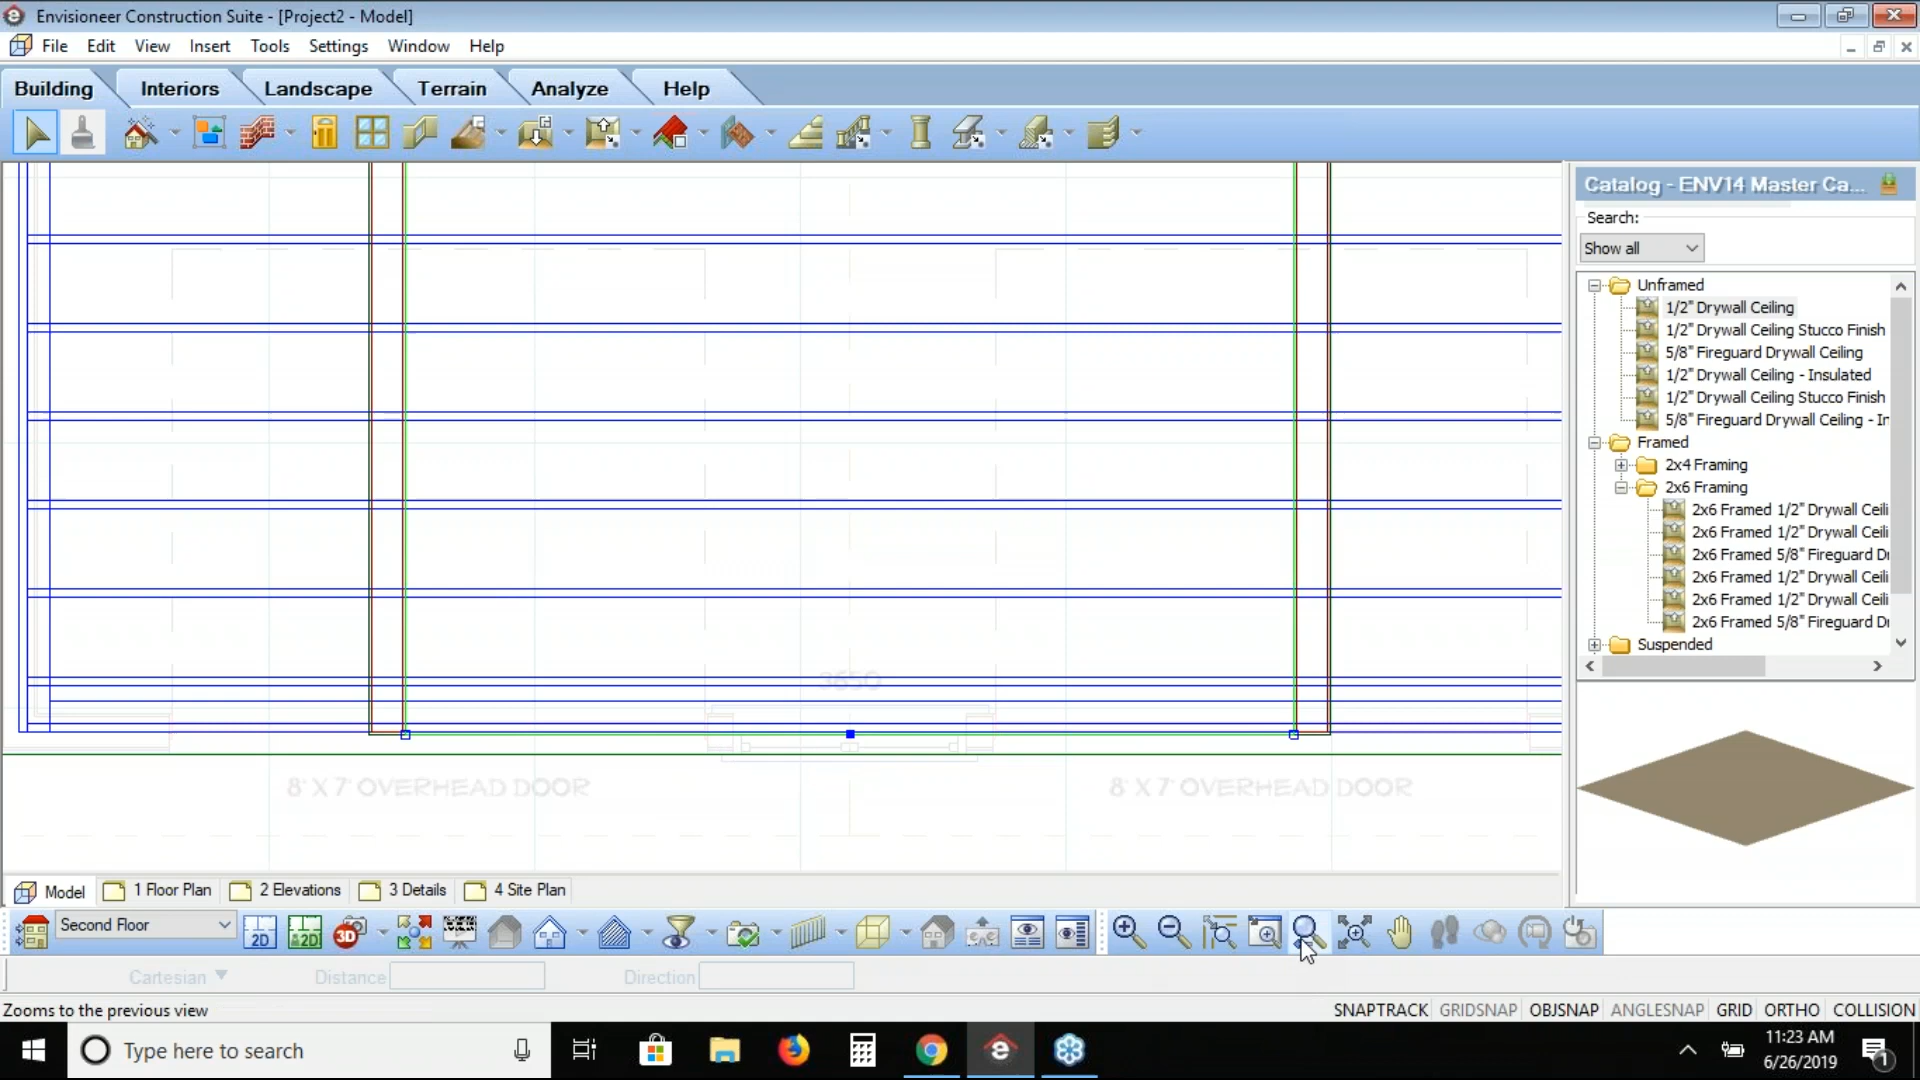 Envisioneer Construction Suite - [Project2 - Model]
File Edit View Insert Tools Settings Window Help
Building Interiors Landscape Terrain Analyze Help
Catalog - ENV14 Master Ca...
Search:
Show all
Unframed
1/2" Drywall Ceiling
1/2" Drywall Ceiling Stucco Finish
5/8" Fireguard Drywall Ceiling
1/2" Drywall Ceiling - Insulated
1/2" Drywall Ceiling Stucco Finish
5/8" Fireguard Drywall Ceiling - In
Framed
2x4 Framing
2x6 Framing
2x6 Framed 1/2" Drywall Ceili
2x6 Framed 1/2" Drywall Ceili
2x6 Framed 5/8" Fireguard Dr
2x6 Framed 1/2" Drywall Ceili
2x6 Framed 1/2" Drywall Ceili
2x6 Framed 5/8" Fireguard Dr
Suspended
3650
8' X 7' OVERHEAD DOOR 8' X 7' OVERHEAD DOOR
Model 1 Floor Plan 2 Elevations 3 Details 4 Site Plan
Second Floor 2D 2D 3D
Cartesian Distance Direction
Zooms to the previous view SNAPTRACK GRIDSNAP OBJSNAP ANGLESNAP GRID ORTHO COLLISION
Type here to search
11:23 AM
6/26/2019
1